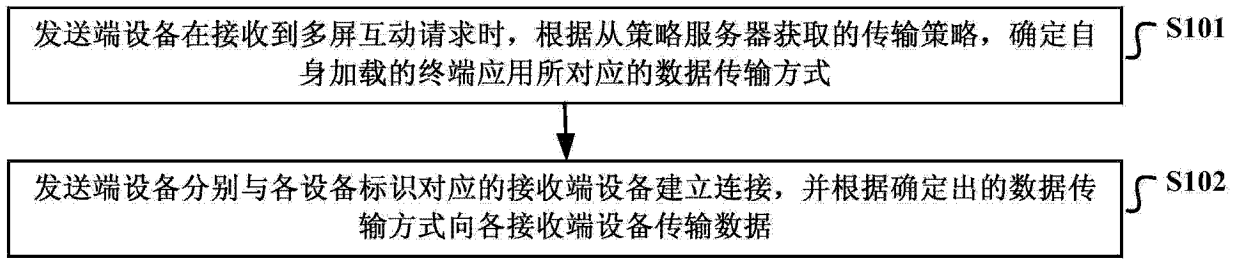 发送端设备在接收到多屏互动请求时，根据从策略服务器获取的传输策略，确定自
身加载的终端应用所对应的数据传输方式
S101
发送端设备分别与各设备标识对应的接收端设备建立连接，并根据确定出的数据传
输方式向各接收端设备传输数据
S102